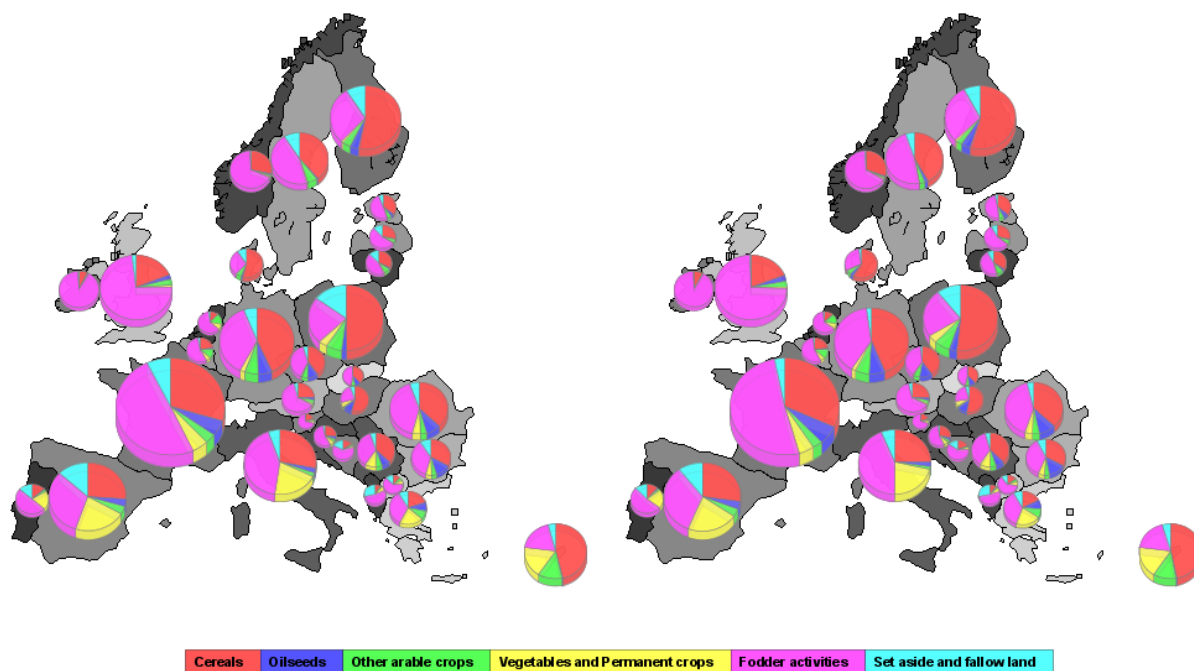 Cereals Oilseeds Other arable crops Vegetables and Permanent crops Fodder activities Set aside and fallow land